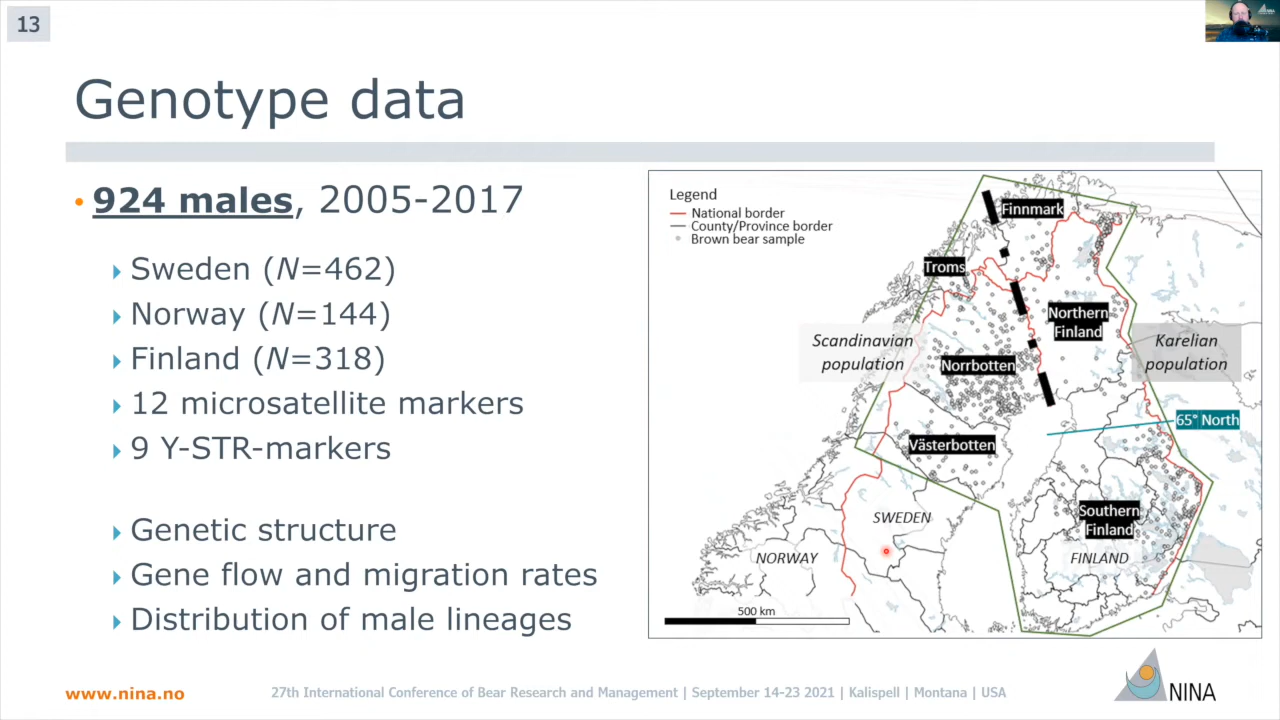 13
Genotype data
• 924 males, 2005-2017
Sweden (N=462)
Norway (N=144)
Finland (N=318)
12 microsatellite markers
9 Y-STR-markers
Genetic structure
Gene flow and migration rates
Distribution of male lineages
Legend
National border
County/Province border
Brown bear sample
Finnmark
Troms
Northern
Finland
Scandinavian
population
Karelian
population
Norrbotten
65° North
Västerbotten
Southern
Finland
SWEDEN
NORWAY
FINLAND
500 km
www.nina.no
27th International Conference of Bear Research and Management | September 14-23 2021 | Kalispell | Montana | USA
NINA